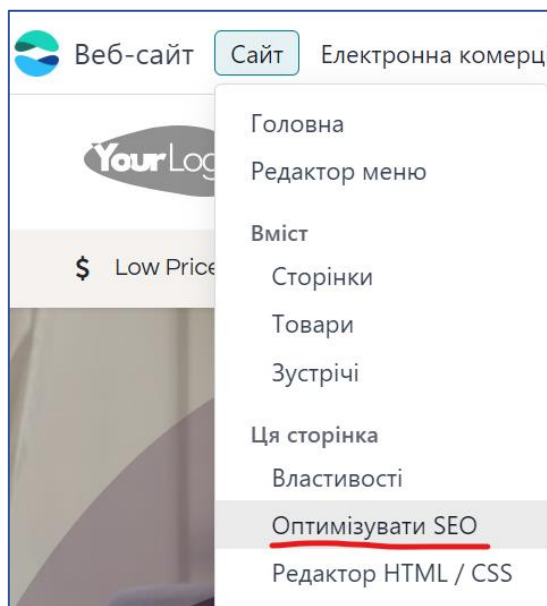 Веб-сайт Сайт Електронна комерц
YourLog
$ Low Price
Головна
Редактор меню
Вміст
Сторінки
Товари
Зустрічі
Ця сторінка
Властивості
Оптимізувати SEO
Редактор HTML / CSS